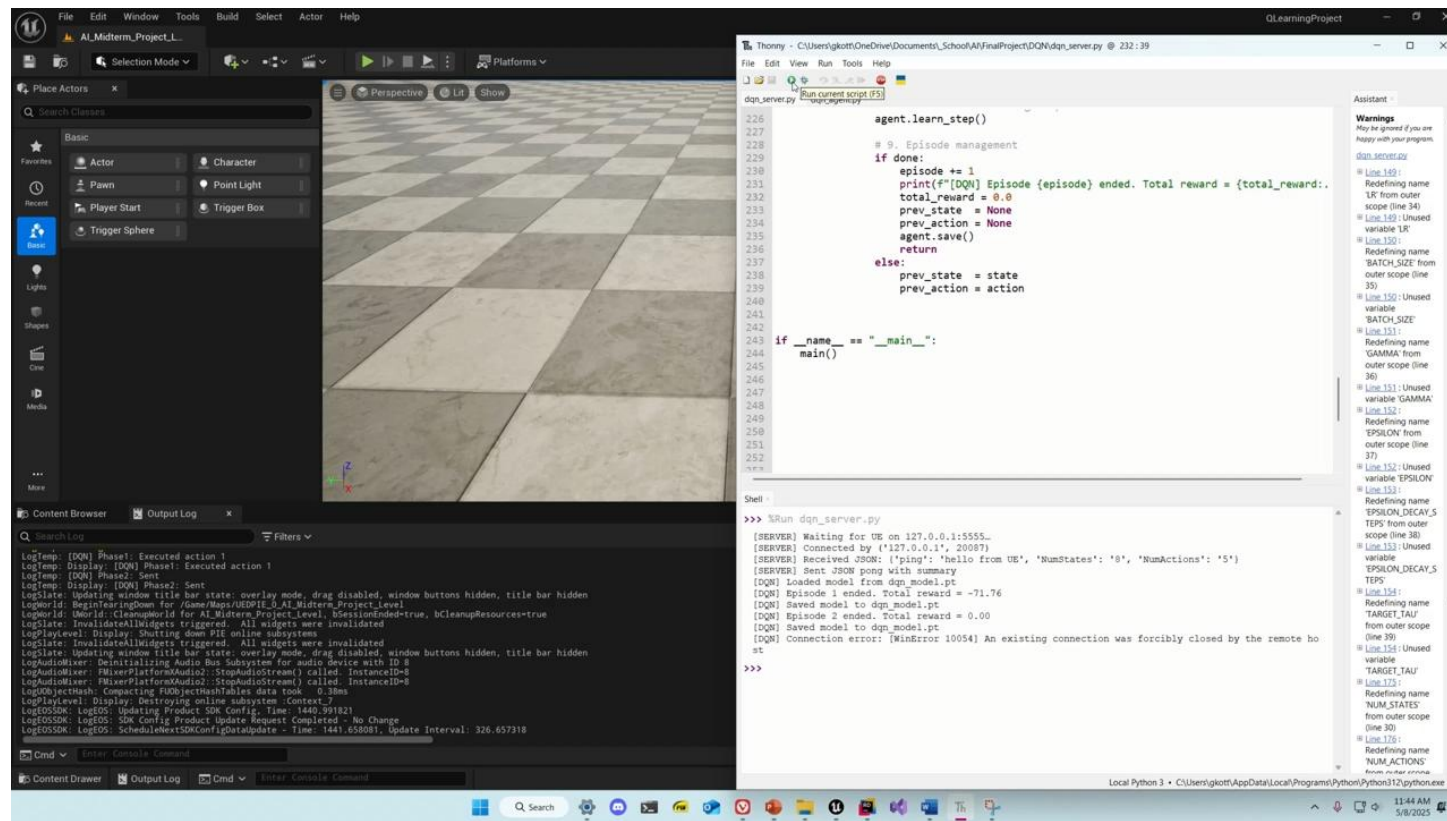 File Edit Window Tools Build Select Actor Help
QLearningProject
AI_Midterm_Project_L...
Selection Mode
Platforms
Place Actors
Search Classes
Basic
Favorites
Recent
Basic
Lights
Shapes
Cine
Media
More
Actor
Character
Pawn
Point Light
Player Start
Trigger Box
Trigger Sphere
Perspective
Lit
Show
Z
X
Content Browser
Output Log
Search Log
Filters
LogTemp: [DQN] Phase1: Executed action 1
LogTemp: Display: [DQN] Phase1: Executed action 1
LogTemp: [DQN] Phase2: Sent
LogTemp: Display: [DQN] Phase2: Sent
LogSlate: Updating window title bar state: overlay mode, drag disabled, window buttons hidden, title bar hidden
LogWorld: BeginTearingDown for /Game/Maps/UEDPIE_0_AI_Midterm_Project_Level
LogWorld: UWorld::CleanupWorld for AI_Midterm_Project_Level, bSessionEnded=true, bCleanupResources=true
LogSlate: InvalidateAllWidgets triggered.  All widgets were invalidated
LogPlayLevel: Display: Shutting down PIE online subsystems
LogSlate: InvalidateAllWidgets triggered.  All widgets were invalidated
LogSlate: Updating window title bar state: overlay mode, drag disabled, window buttons hidden, title bar hidden
LogAudioMixer: Deinitializing Audio Bus Subsystem for audio device with ID 8
LogAudioMixer: FMixerPlatformXAudio2::StopAudioStream() called. InstanceID=8
LogAudioMixer: FMixerPlatformXAudio2::StopAudioStream() called. InstanceID=8
LogUObjectHash: Compacting FUObjectHashTables data took   0.38ms
LogPlayLevel: Display: Destroying online subsystem :Context_7
LogEOSSDK: LogEOS: Updating Product SDK Config, Time: 1440.991821
LogEOSSDK: LogEOS: SDK Config Product Update Request Completed - No Change
LogEOSSDK: LogEOS: ScheduleNextSDKConfigDataUpdate - Time: 1441.658081, Update Interval: 326.657318
Cmd
Enter Console Command
Content Drawer
Output Log
Cmd
Enter Console Command
Thonny - C:\Users\gkott\OneDrive\Documents\_School\AI\FinalProject\DQN\dqn_server.py @ 232 : 39
File Edit View Run Tools Help
Run current script (F5)
dqn_server.py
dqn_agent.py
226 agent.learn_step()
227
228 # 9. Episode management
229 if done:
230 episode += 1
231 print(f"[DQN] Episode {episode} ended. Total reward = {total_reward:.
232 total_reward = 0.0
233 prev_state  = None
234 prev_action = None
235 agent.save()
236 return
237 else:
238 prev_state  = state
239 prev_action = action
240
241
242
243 if __name__ == "__main__":
244 main()
245
246
247
248
249
250
251
252
Shell
>>> %Run dqn_server.py
[SERVER] Waiting for UE on 127.0.0.1:5555…
[SERVER] Connected by ('127.0.0.1', 20087)
[SERVER] Received JSON: {'ping': 'hello from UE', 'NumStates': '8', 'NumActions': '5'}
[SERVER] Sent JSON pong with summary
[DQN] Loaded model from dqn_model.pt
[DQN] Episode 1 ended. Total reward = -71.76
[DQN] Saved model to dqn_model.pt
[DQN] Episode 2 ended. Total reward = 0.00
[DQN] Saved model to dqn_model.pt
[DQN] Connection error: [WinError 10054] An existing connection was forcibly closed by the remote ho
st
>>>
Assistant
Warnings
May be ignored if you are
happy with your program.
dqn_server.py
Line 149 :
Redefining name
'LR' from outer
scope (line 34)
Line 149 : Unused
variable 'LR'
Line 150 :
Redefining name
'BATCH_SIZE' from
outer scope (line
35)
Line 150 : Unused
variable
'BATCH_SIZE'
Line 151 :
Redefining name
'GAMMA' from
outer scope (line
36)
Line 151 : Unused
variable 'GAMMA'
Line 152 :
Redefining name
'EPSILON' from
outer scope (line
37)
Line 152 : Unused
variable 'EPSILON'
Line 153 :
Redefining name
'EPSILON_DECAY_S
TEPS' from outer
scope (line 38)
Line 153 : Unused
variable
'EPSILON_DECAY_S
TEPS'
Line 154 :
Redefining name
'TARGET_TAU'
from outer scope
(line 39)
Line 154 : Unused
variable
'TARGET_TAU'
Line 175 :
Redefining name
'NUM_STATES'
from outer scope
(line 30)
Line 176 :
Redefining name
'NUM_ACTIONS'
from outer scope
Local Python 3 • C:\Users\gkott\AppData\Local\Programs\Python\Python312\python.exe
Search
11:44 AM
5/8/2025